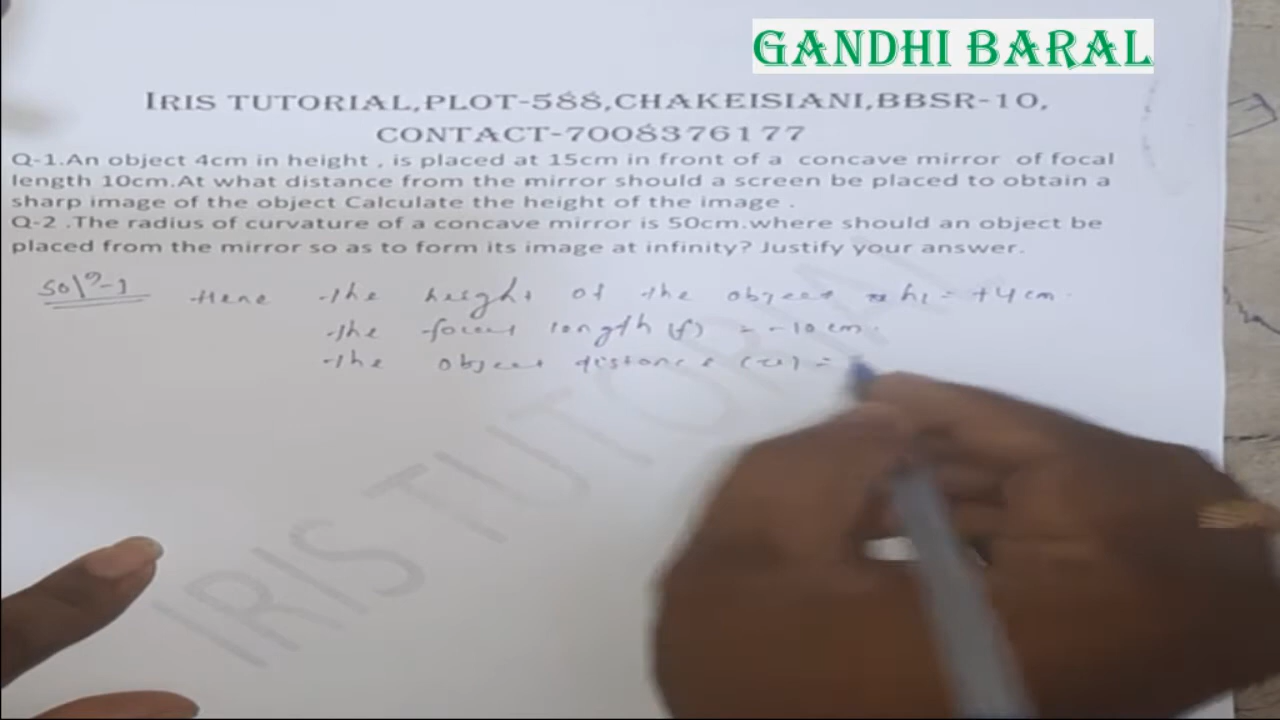 GANDHI BARAL
IRIS TUTORIAL,PLOT-588,CHAKEISIANI,BBSR-10,
CONTACT-7008376177
Q-1.An object 4cm in height , is placed at 15cm in front of a concave mirror of focal
length 10cm.At what distance from the mirror should a screen be placed to obtain a
sharp image of the object Calculate the height of the image .
Q-2 .The radius of curvature of a concave mirror is 50cm.where should an object be
placed from the mirror so as to form its image at infinity? Justify your answer.
Solⁿ-1 Here the height of the object h1 = +4cm.
the focus length (f) = -10cm.
the object distance (u) =
IRIS TUTORIAL